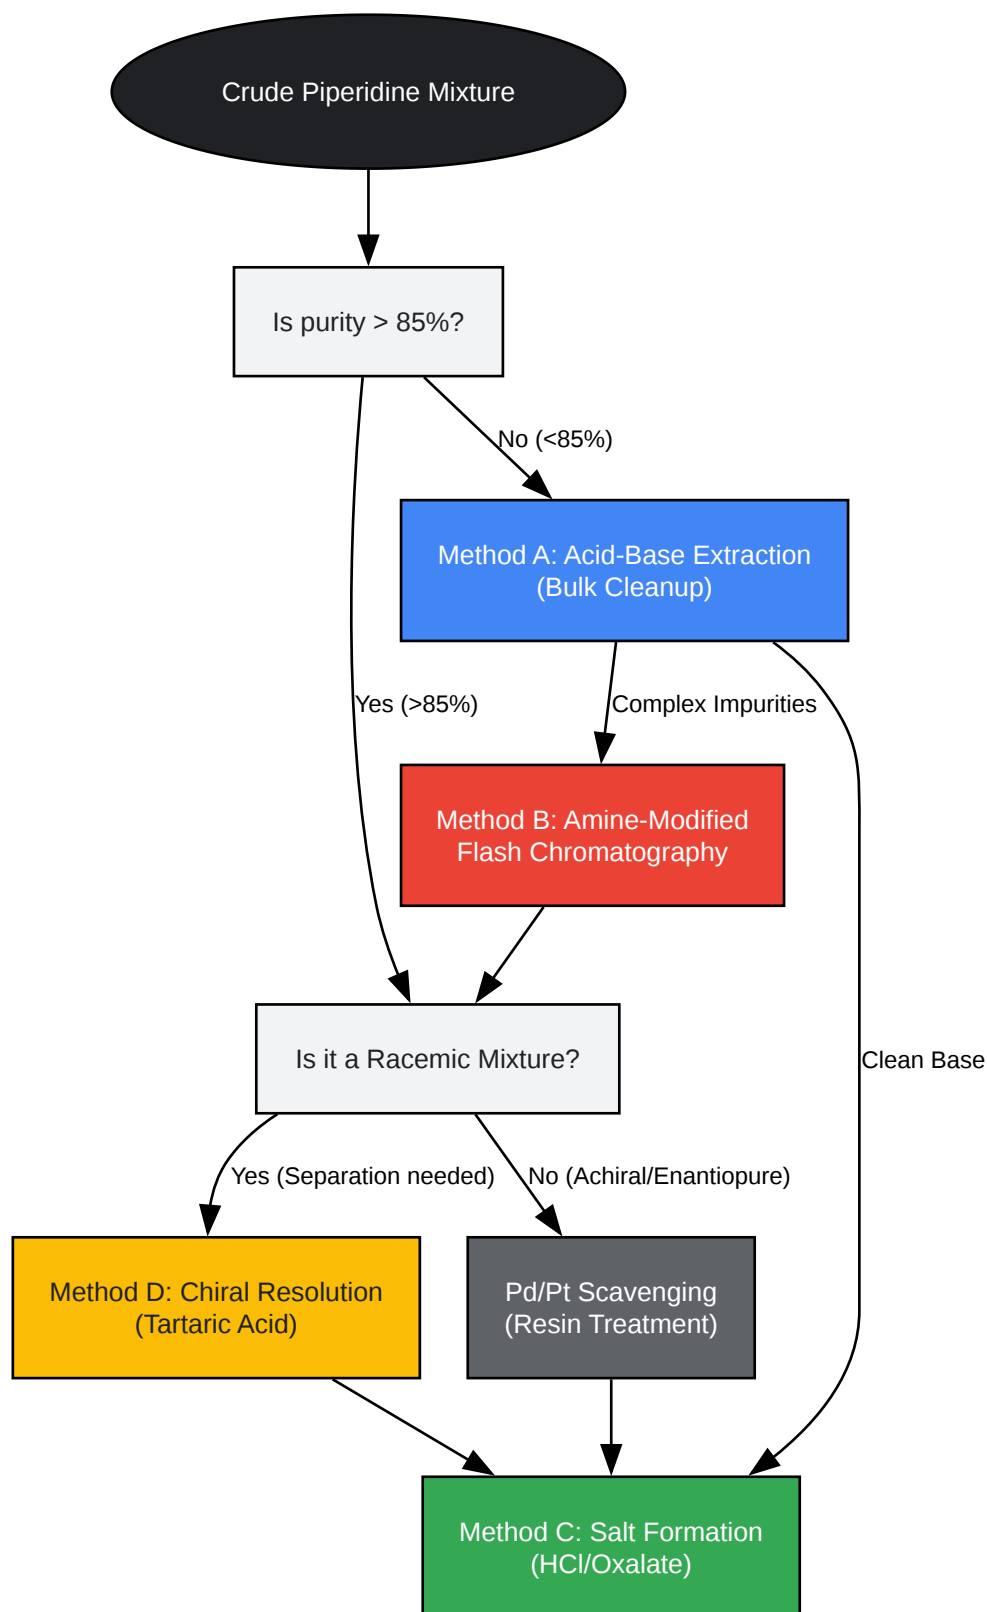 Crude Piperidine Mixture
Is purity > 85%?
No (<85%)
Method A: Acid-Base Extraction
(Bulk Cleanup)
Yes (>85%)
Complex Impurities
Method B: Amine-Modified
Flash Chromatography
Is it a Racemic Mixture?
Clean Base
Yes (Separation needed)
No (Achiral/Enantiopure)
Method D: Chiral Resolution
(Tartaric Acid)
Pd/Pt Scavenging
(Resin Treatment)
Method C: Salt Formation
(HCl/Oxalate)